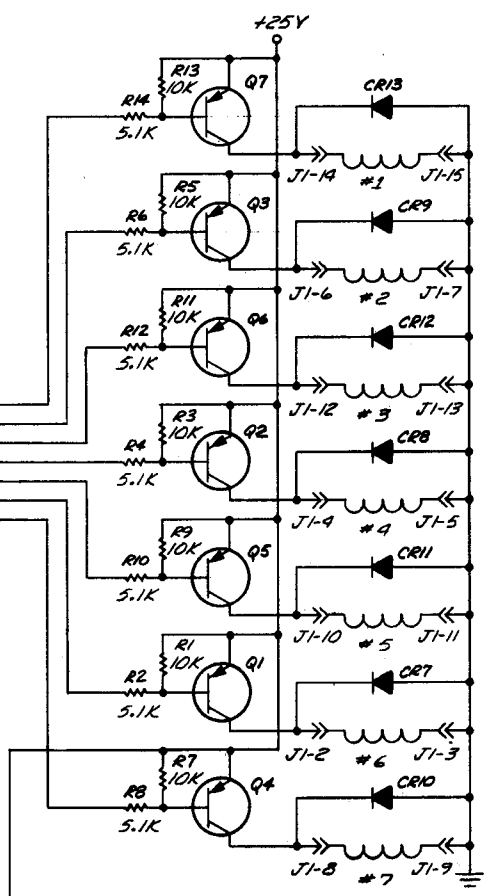 +25V
R13
10K
Q7
CR13
R14
5.1K
J1-14
#1
J1-15
R5
10K
Q3
CR9
R6
5.1K
J1-6
#2
J1-7
R11
10K
Q6
CR12
R12
5.1K
J1-12
#3
J1-13
R3
10K
Q2
CR8
R4
5.1K
J1-4
#4
J1-5
R9
10K
Q5
CR11
R10
5.1K
J1-10
#5
J1-11
R1
10K
Q1
CR7
R2
5.1K
J1-2
#6
J1-3
R7
10K
Q4
CR10
R8
5.1K
J1-8
#7
J1-9